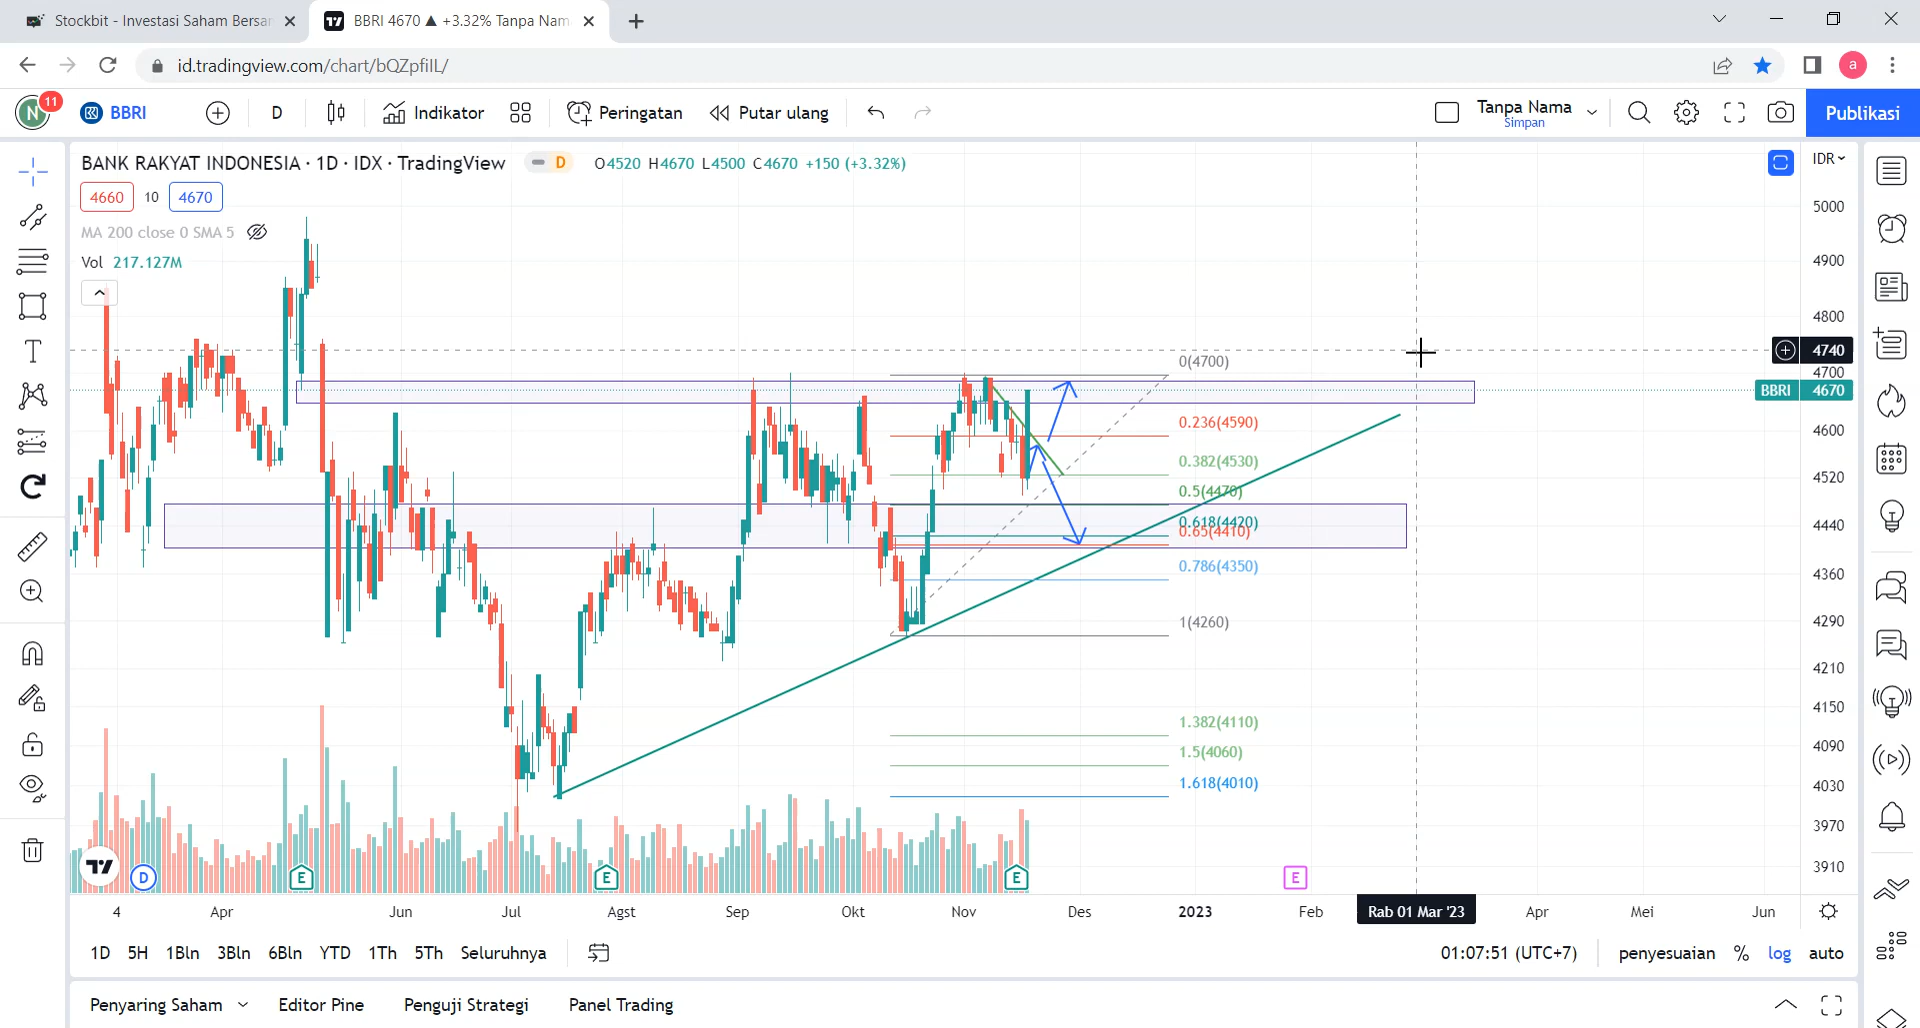 Stockbit - Investasi Saham Bersar
BBRI 4670 ▲ +3.32% Tanpa Nam
id.tradingview.com/chart/bQZpfiIL/
N 11 BBRI D Indikator Peringatan Putar ulang Tanpa Nama Publikasi
Simpan
a
BANK RAKYAT INDONESIA · 1D · IDX · TradingView D O4520 H4670 L4500 C4670 +150 (+3.32%)
IDR
4660 10 4670
MA 200 close 0 SMA 5
Vol 217.127M
5000
4900
4800
4740
4700
BBRI 4670
4600
4520
4440
4360
4290
4210
4150
4090
4030
3970
3910
0(4700)
0.236(4590)
0.382(4530)
0.5(4470)
0.618(4420)
0.65(4410)
0.786(4350)
1(4260)
1.382(4110)
1.5(4060)
1.618(4010)
D E E E E
4 Apr Jun Jul Agst Sep Okt Nov Des 2023 Feb Rab 01 Mar '23 Apr Mei Jun
1D 5H 1Bln 3Bln 6Bln YTD 1Th 5Th Seluruhnya 01:07:51 (UTC+7) penyesuaian % log auto
Penyaring Saham Editor Pine Penguji Strategi Panel Trading